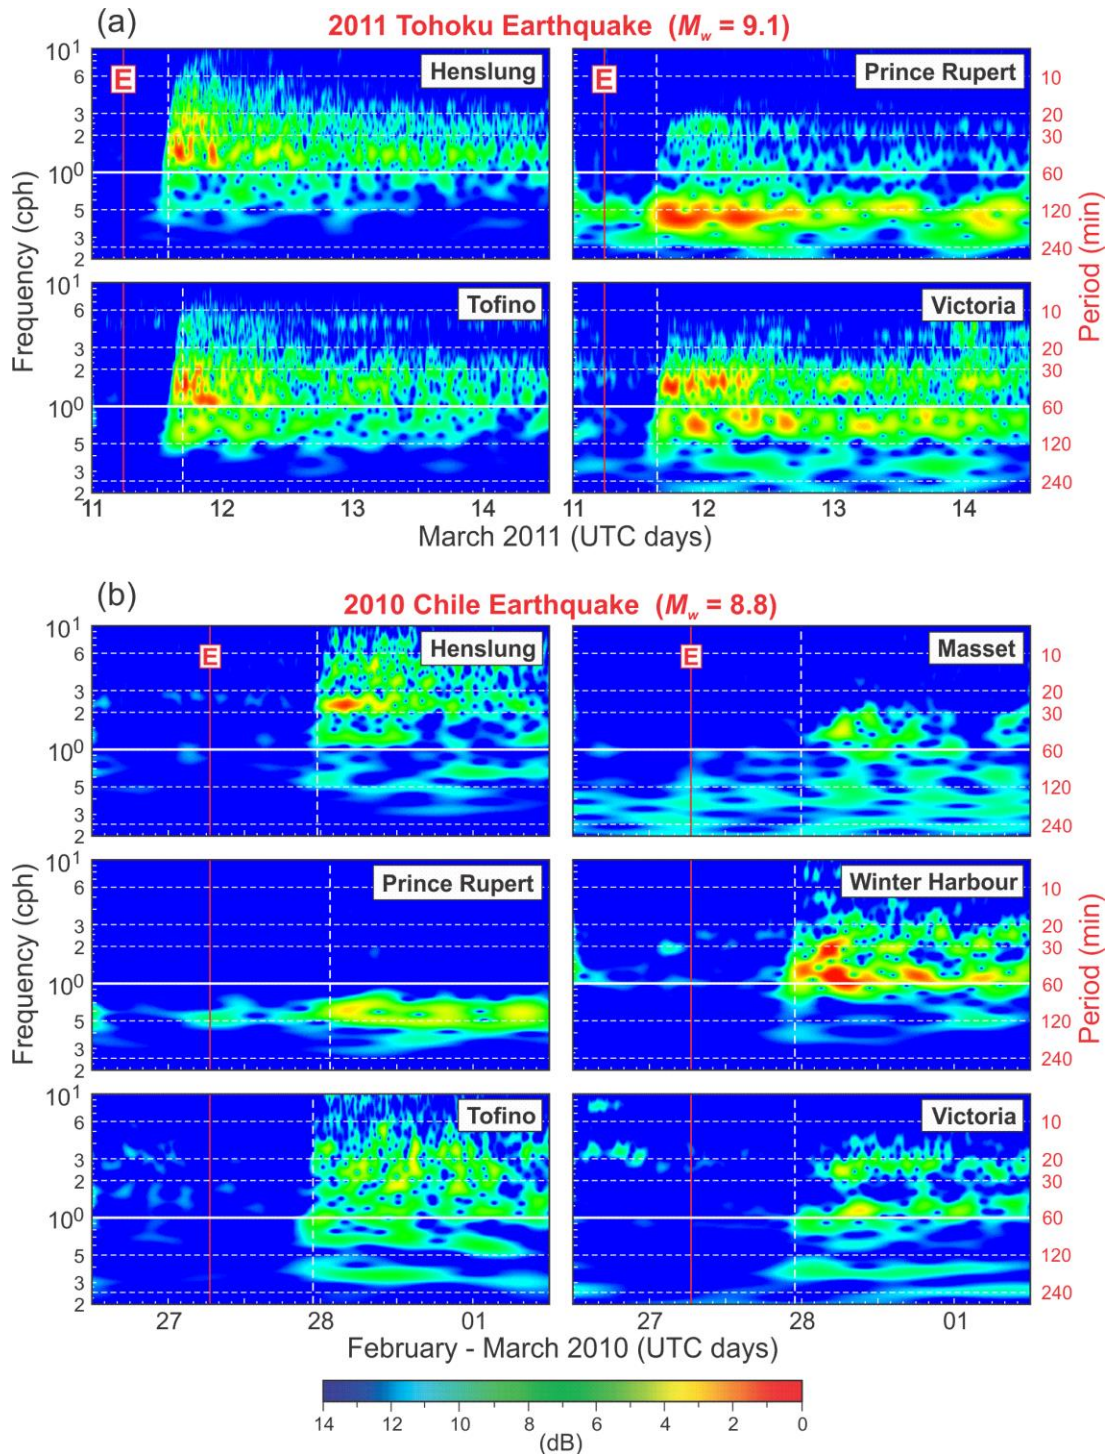 (a)
2011 Tohoku Earthquake (Mw = 9.1)
Frequency (cph)
Period (min)
10¹ 6 3 2 10⁰ 5 3 2
E Henslung
E Prince Rupert
10 20 30 60 120 240
10¹ 6 3 2 10⁰ 5 3 2
Tofino
Victoria
10 20 30 60 120 240
11 12 13 14
11 12 13 14
March 2011 (UTC days)
(b)
2010 Chile Earthquake (Mw = 8.8)
Frequency (cph)
Period (min)
10¹ 6 3 2 10⁰ 5 3 2
E Henslung
E Masset
10 20 30 60 120 240
10¹ 6 3 2 10⁰ 5 3 2
Prince Rupert
Winter Harbour
10 20 30 60 120 240
10¹ 6 3 2 10⁰ 5 3 2
Tofino
Victoria
10 20 30 60 120 240
27 28 01
27 28 01
February - March 2010 (UTC days)
14 12 10 8 6 4 2 0
(dB)